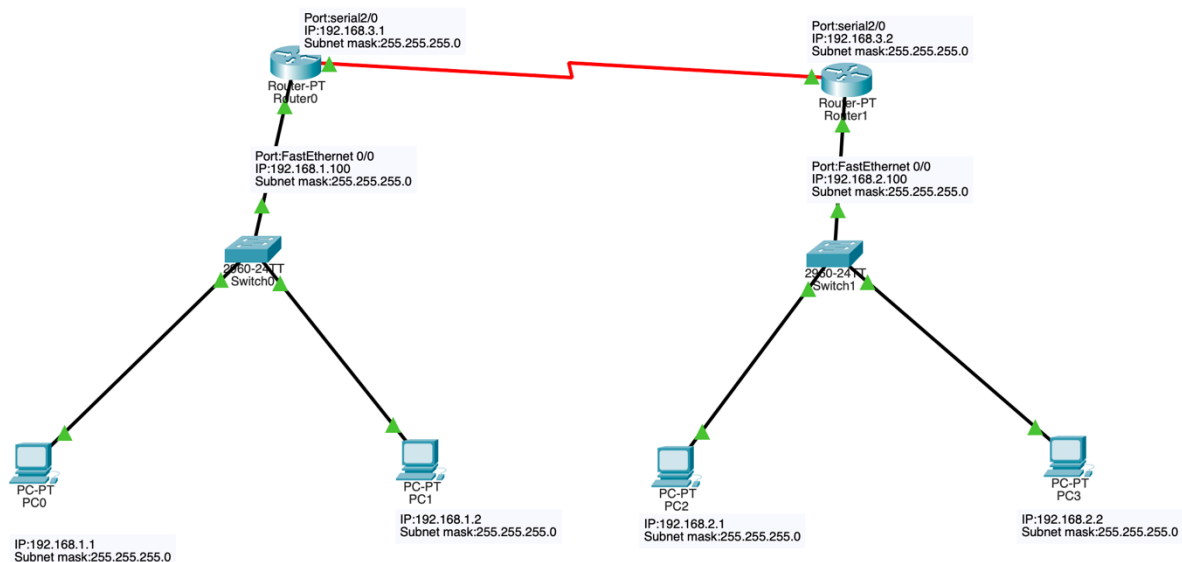 Port:serial2/0
IP:192.168.3.1
Subnet mask:255.255.255.0
Router-PT
Router0
Port:serial2/0
IP:192.168.3.2
Subnet mask:255.255.255.0
Router-PT
Router1
Port:FastEthernet 0/0
IP:192.168.1.100
Subnet mask:255.255.255.0
Port:FastEthernet 0/0
IP:192.168.2.100
Subnet mask:255.255.255.0
2960-24TT
Switch0
2960-24TT
Switch1
PC-PT
PC0
IP:192.168.1.1
Subnet mask:255.255.255.0
PC-PT
PC1
IP:192.168.1.2
Subnet mask:255.255.255.0
PC-PT
PC2
IP:192.168.2.1
Subnet mask:255.255.255.0
PC-PT
PC3
IP:192.168.2.2
Subnet mask:255.255.255.0